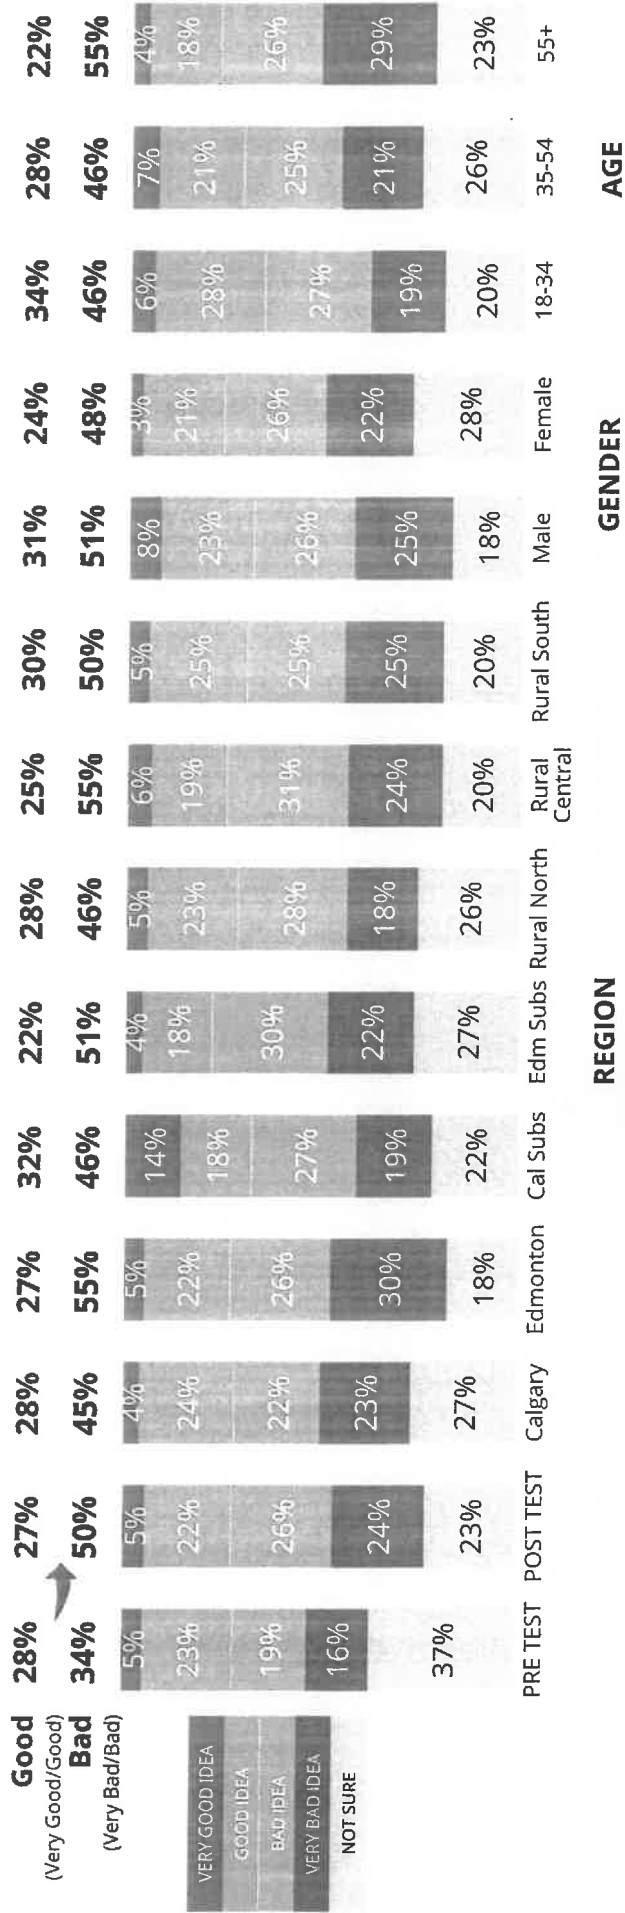 Good 28% 27% 28% 27% 32% 22% 28% 25% 30% 31% 24% 34% 28% 22%
(Very Good/Good)
Bad 34% 50% 45% 55% 46% 51% 46% 55% 50% 51% 48% 46% 46% 55%
(Very Bad/Bad)
VERY GOOD IDEA 5% 5% 4% 5% 14% 4% 5% 6% 5% 8% 3% 6% 7% 4%
GOOD IDEA 23% 22% 24% 22% 18% 18% 23% 19% 25% 23% 21% 28% 21% 18%
BAD IDEA 19% 26% 22% 26% 27% 30% 28% 31% 25% 26% 26% 27% 25% 26%
VERY BAD IDEA 16% 24% 23% 30% 19% 22% 18% 24% 25% 25% 22% 19% 21% 29%
NOT SURE 37% 23% 27% 18% 22% 27% 26% 20% 20% 18% 28% 20% 26% 23%
PRE TEST POST TEST Calgary Edmonton Cal Subs Edm Subs Rural North Rural Central Rural South Male Female 18-34 35-54 55+
REGION GENDER AGE